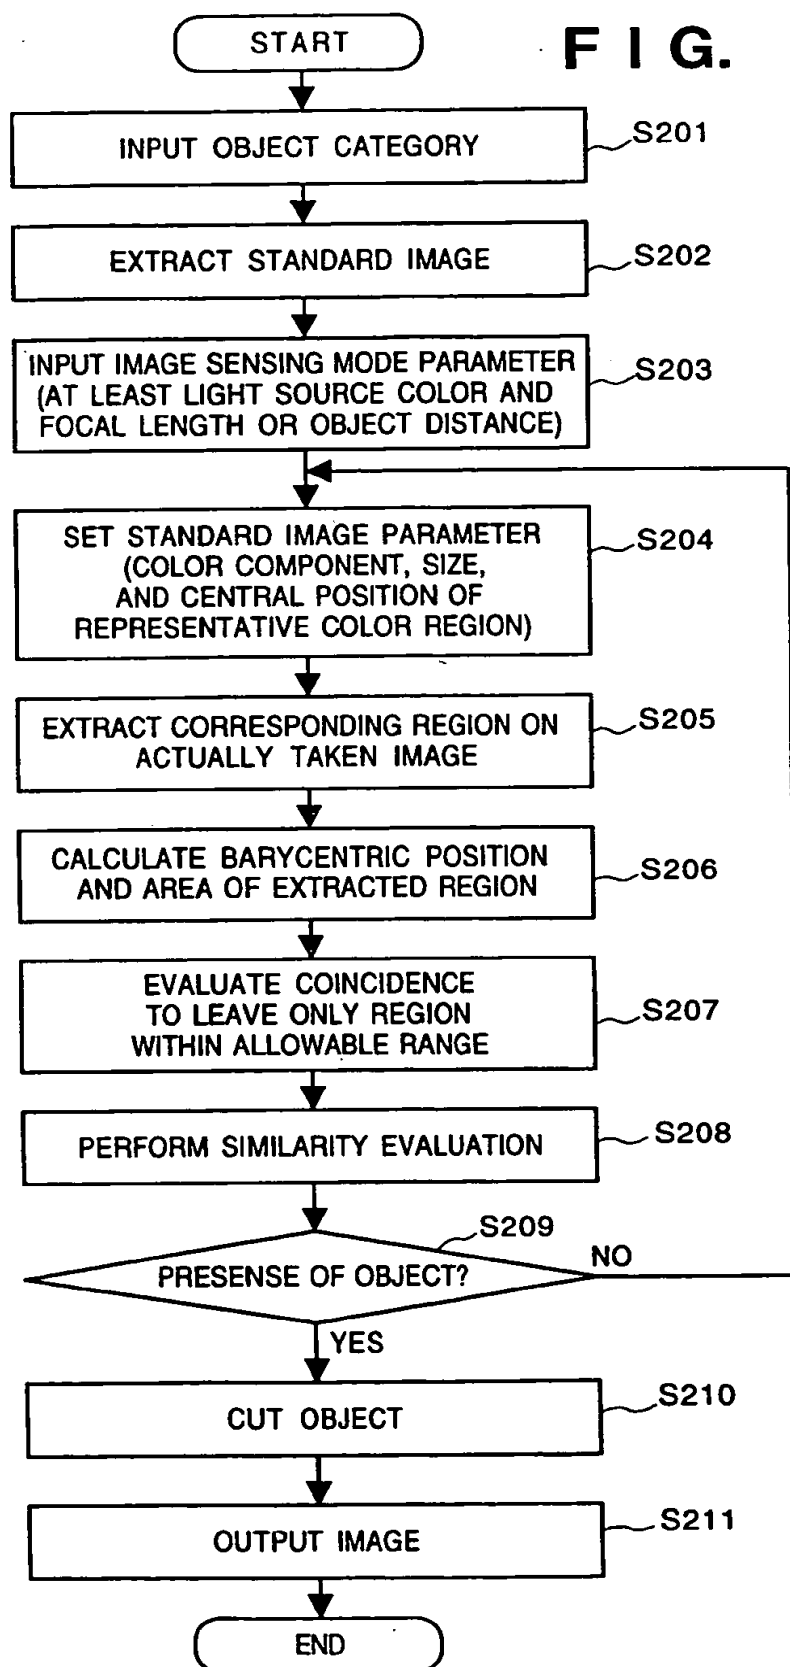 START
F I G.
INPUT OBJECT CATEGORY
S201
EXTRACT STANDARD IMAGE
S202
INPUT IMAGE SENSING MODE PARAMETER
(AT LEAST LIGHT SOURCE COLOR AND
FOCAL LENGTH OR OBJECT DISTANCE)
S203
SET STANDARD IMAGE PARAMETER
(COLOR COMPONENT, SIZE,
AND CENTRAL POSITION OF
REPRESENTATIVE COLOR REGION)
S204
EXTRACT CORRESPONDING REGION ON
ACTUALLY TAKEN IMAGE
S205
CALCULATE BARYCENTRIC POSITION
AND AREA OF EXTRACTED REGION
S206
EVALUATE COINCIDENCE
TO LEAVE ONLY REGION
WITHIN ALLOWABLE RANGE
S207
PERFORM SIMILARITY EVALUATION
S208
S209
PRESENSE OF OBJECT?
NO
YES
CUT OBJECT
S210
OUTPUT IMAGE
S211
END